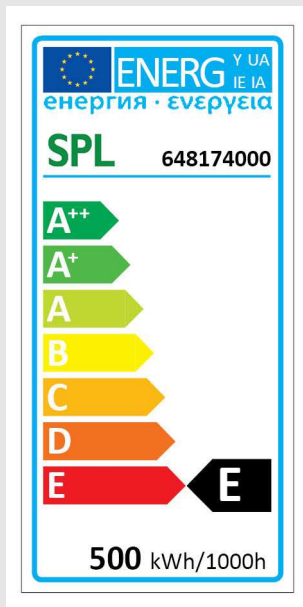 ENERG Y UA
IE IA
енергия · ενεργεια
SPL 648174000
A++
A+
A
B
C
D
E E
500 kWh/1000h